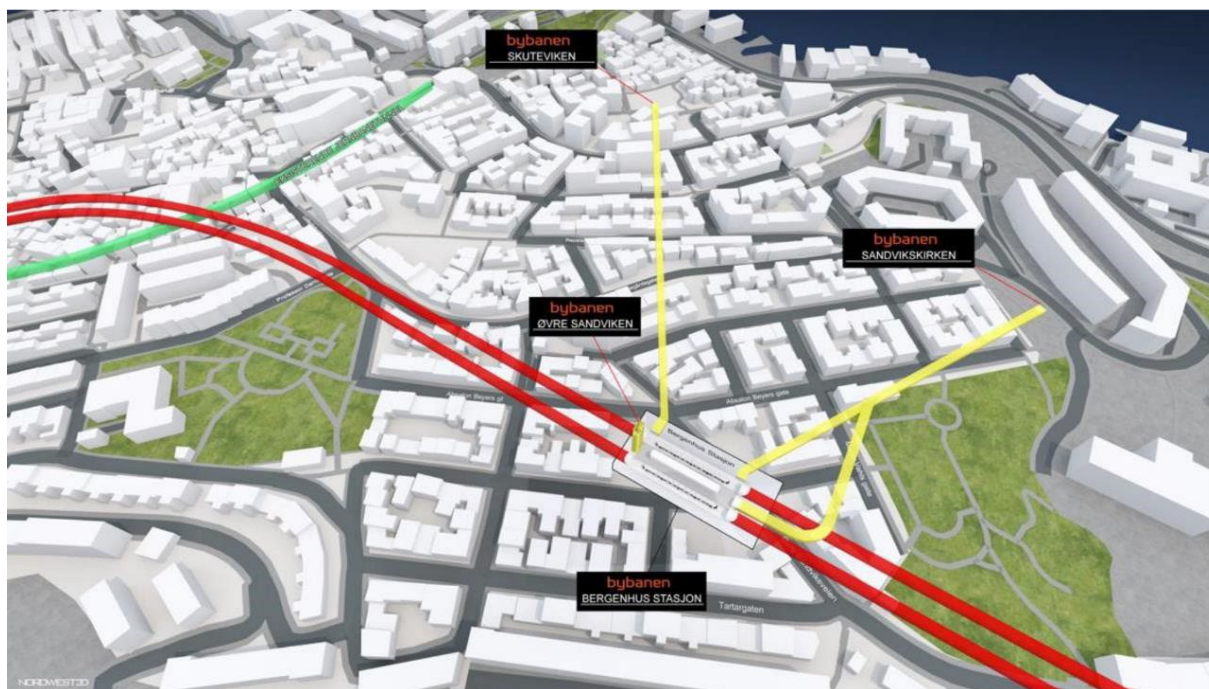 bybanen
SKUTEVIKEN
bybanen
SANDVIKSKIRKEN
bybanen
ØVRE SANDVIKEN
Absalon Beyers gt
Absalon Beyers gate
Bergenhus Stasjon
bybanen
BERGENHUS STASJON
Tartargaten
NORDWEST3D